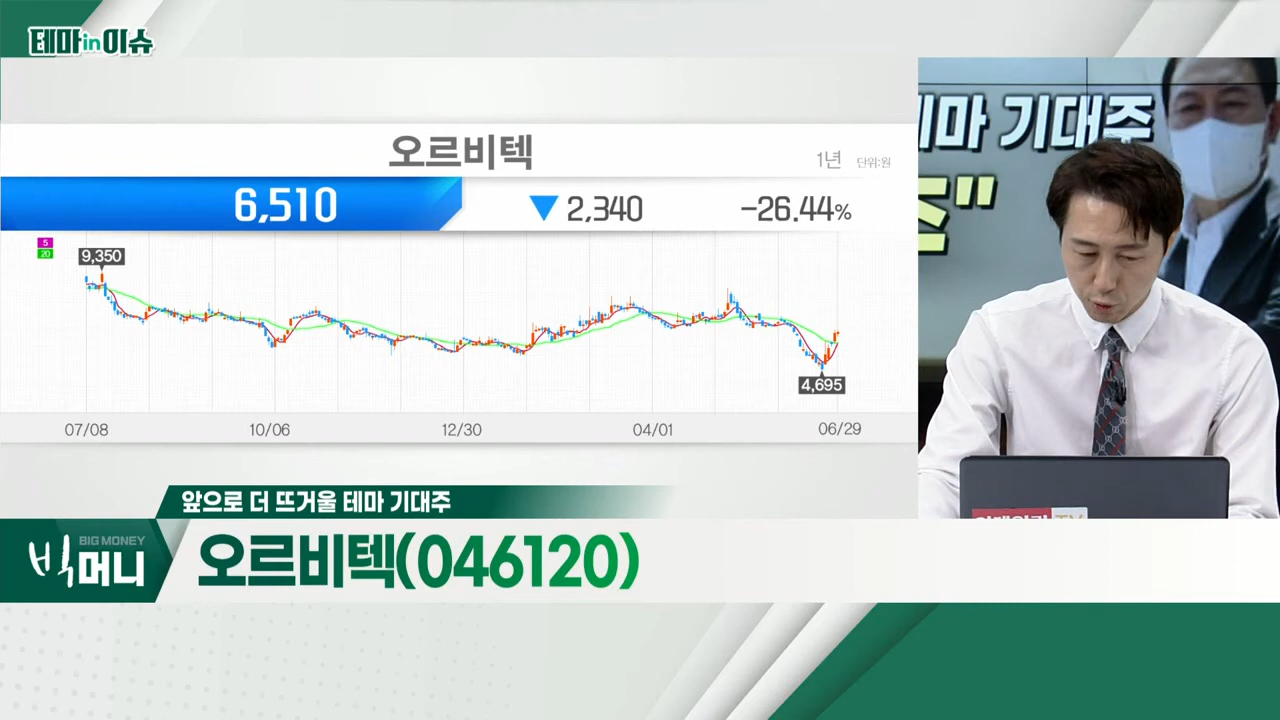 테마in이슈
테마 기대주
즈"
오르비텍
1년 단위:원
6,510 ▼ 2,340 -26.44%
5
20
9,350
4,695
07/08 10/06 12/30 04/01 06/29
앞으로 더 뜨거울 테마 기대주
BIG MONEY
빅머니
오르비텍(046120)